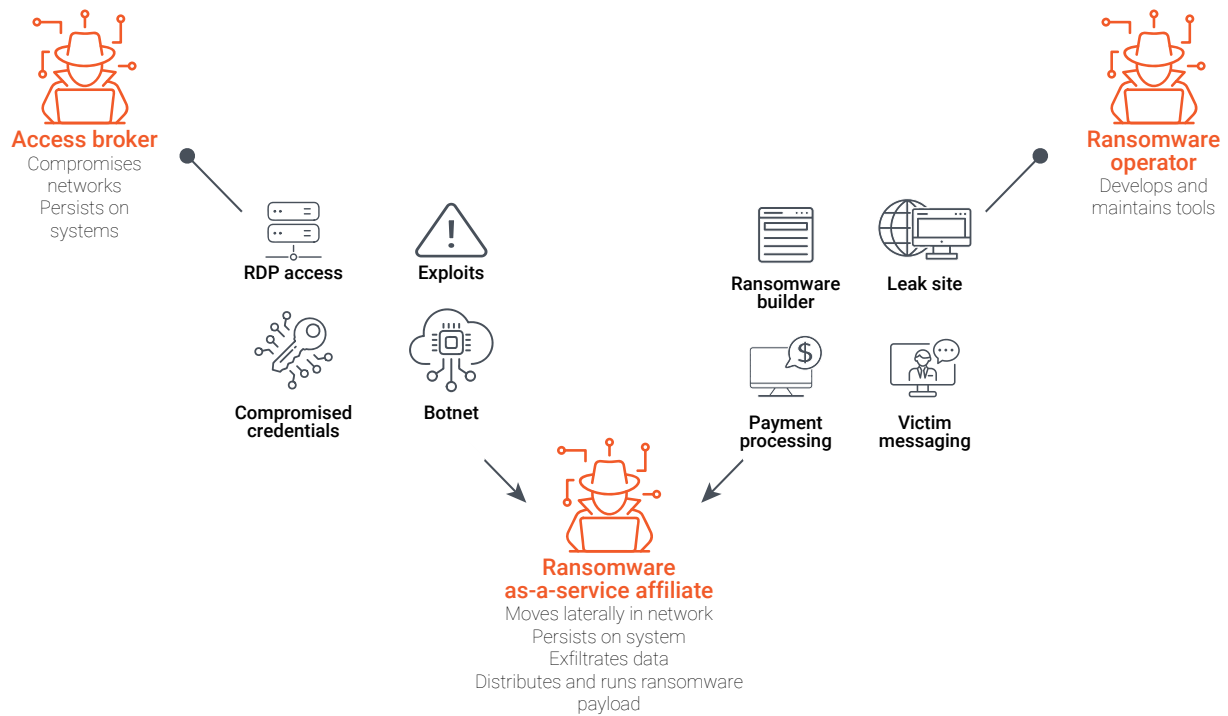 Access broker
Compromises
networks
Persists on
systems
Ransomware
operator
Develops and
maintains tools
RDP access
Exploits
Compromised
credentials
Botnet
Ransomware
builder
Leak site
$
Payment
processing
Victim
messaging
Ransomware
as-a-service affiliate
Moves laterally in network
Persists on system
Exfiltrates data
Distributes and runs ransomware
payload